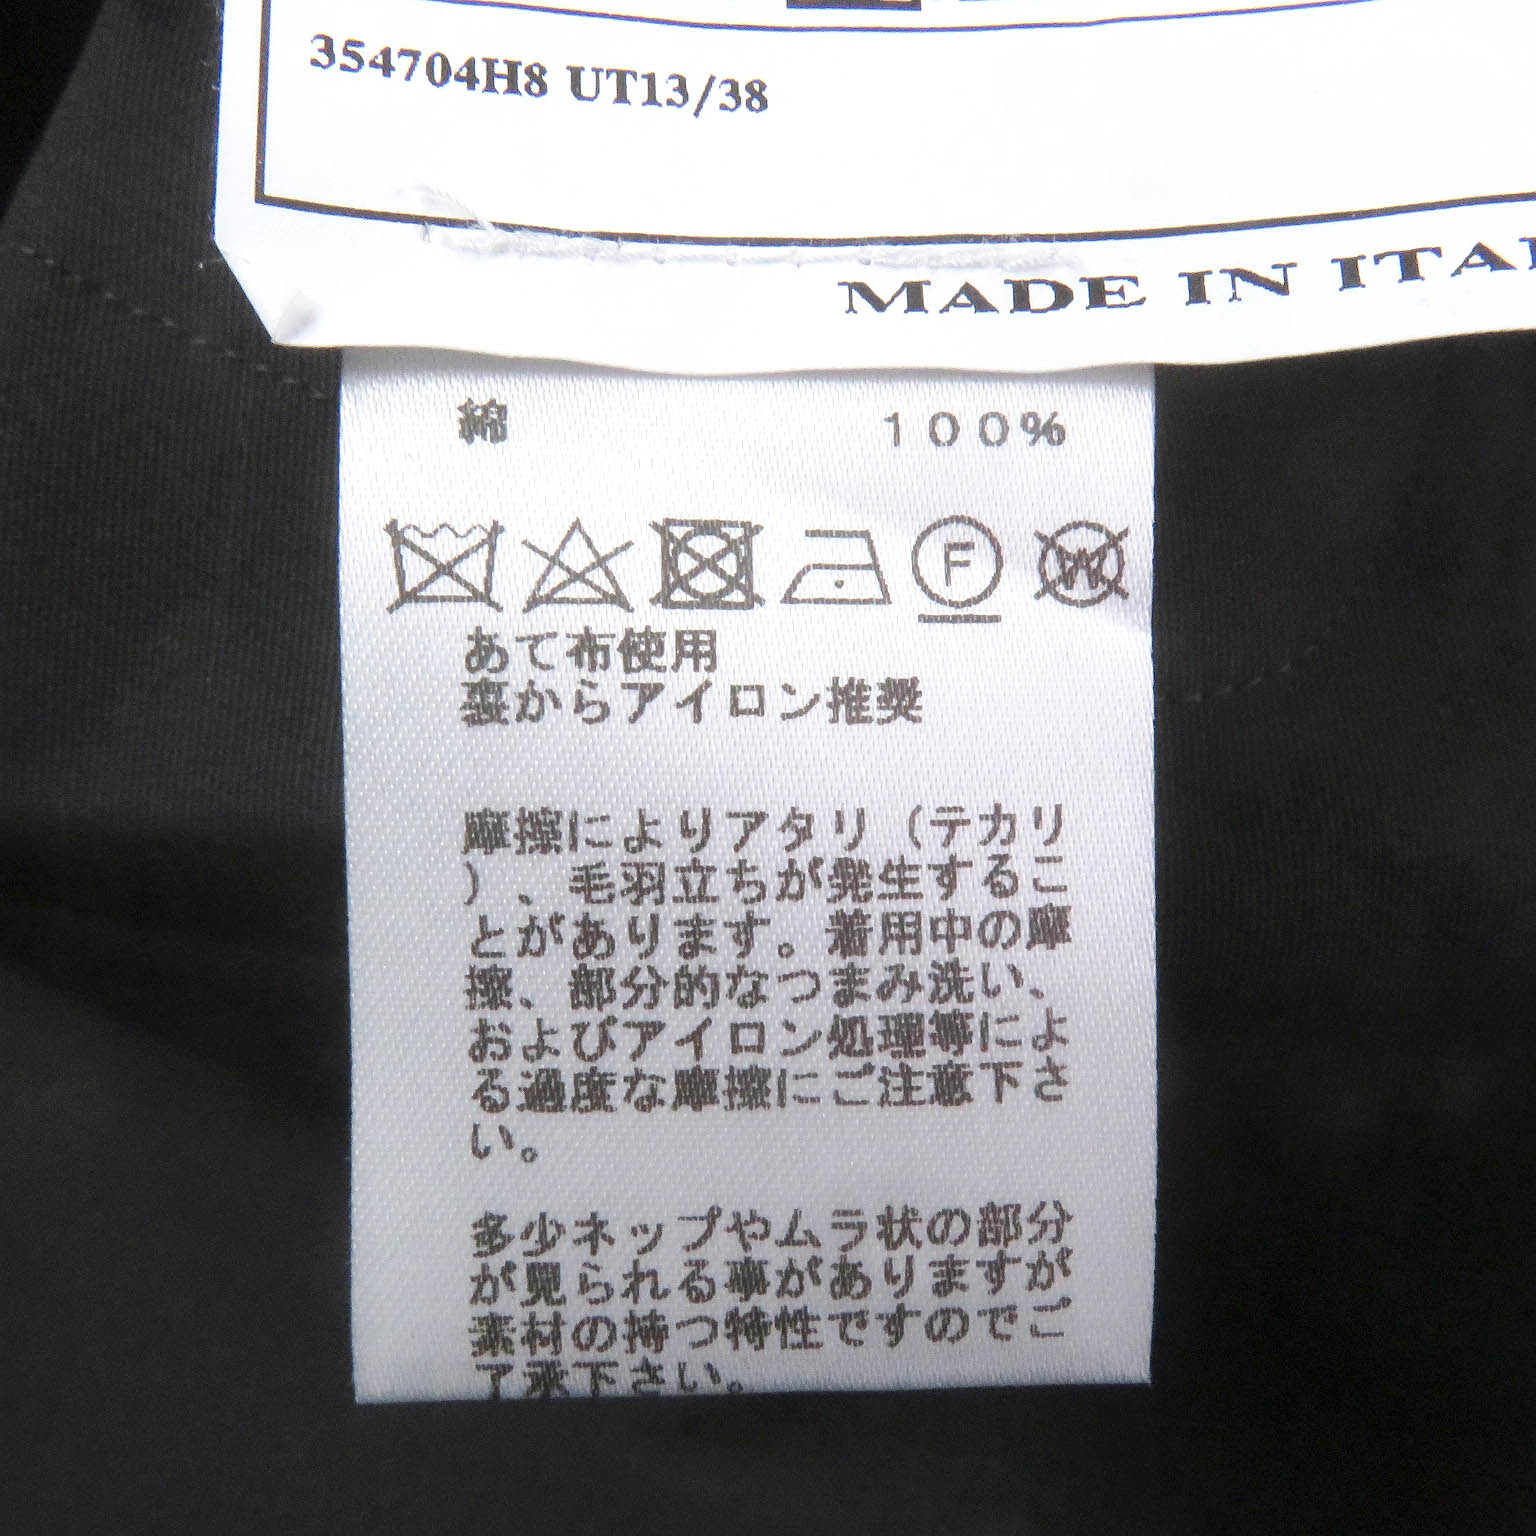 354704H8 UT13/38
MADE IN ITA
綿 100%
F
W
あて布使用
裏からアイロン推奨
摩擦によりアタリ（テカリ
）、毛羽立ちが発生するこ
とがあります。着用中の摩
擦、部分的なつまみ洗い、
およびアイロン処理等によ
る過度な摩擦にご注意下さ
い。
多少ネップやムラ状の部分
が見られる事がありますが
素材の持つ特性ですのでご
了承下さい。